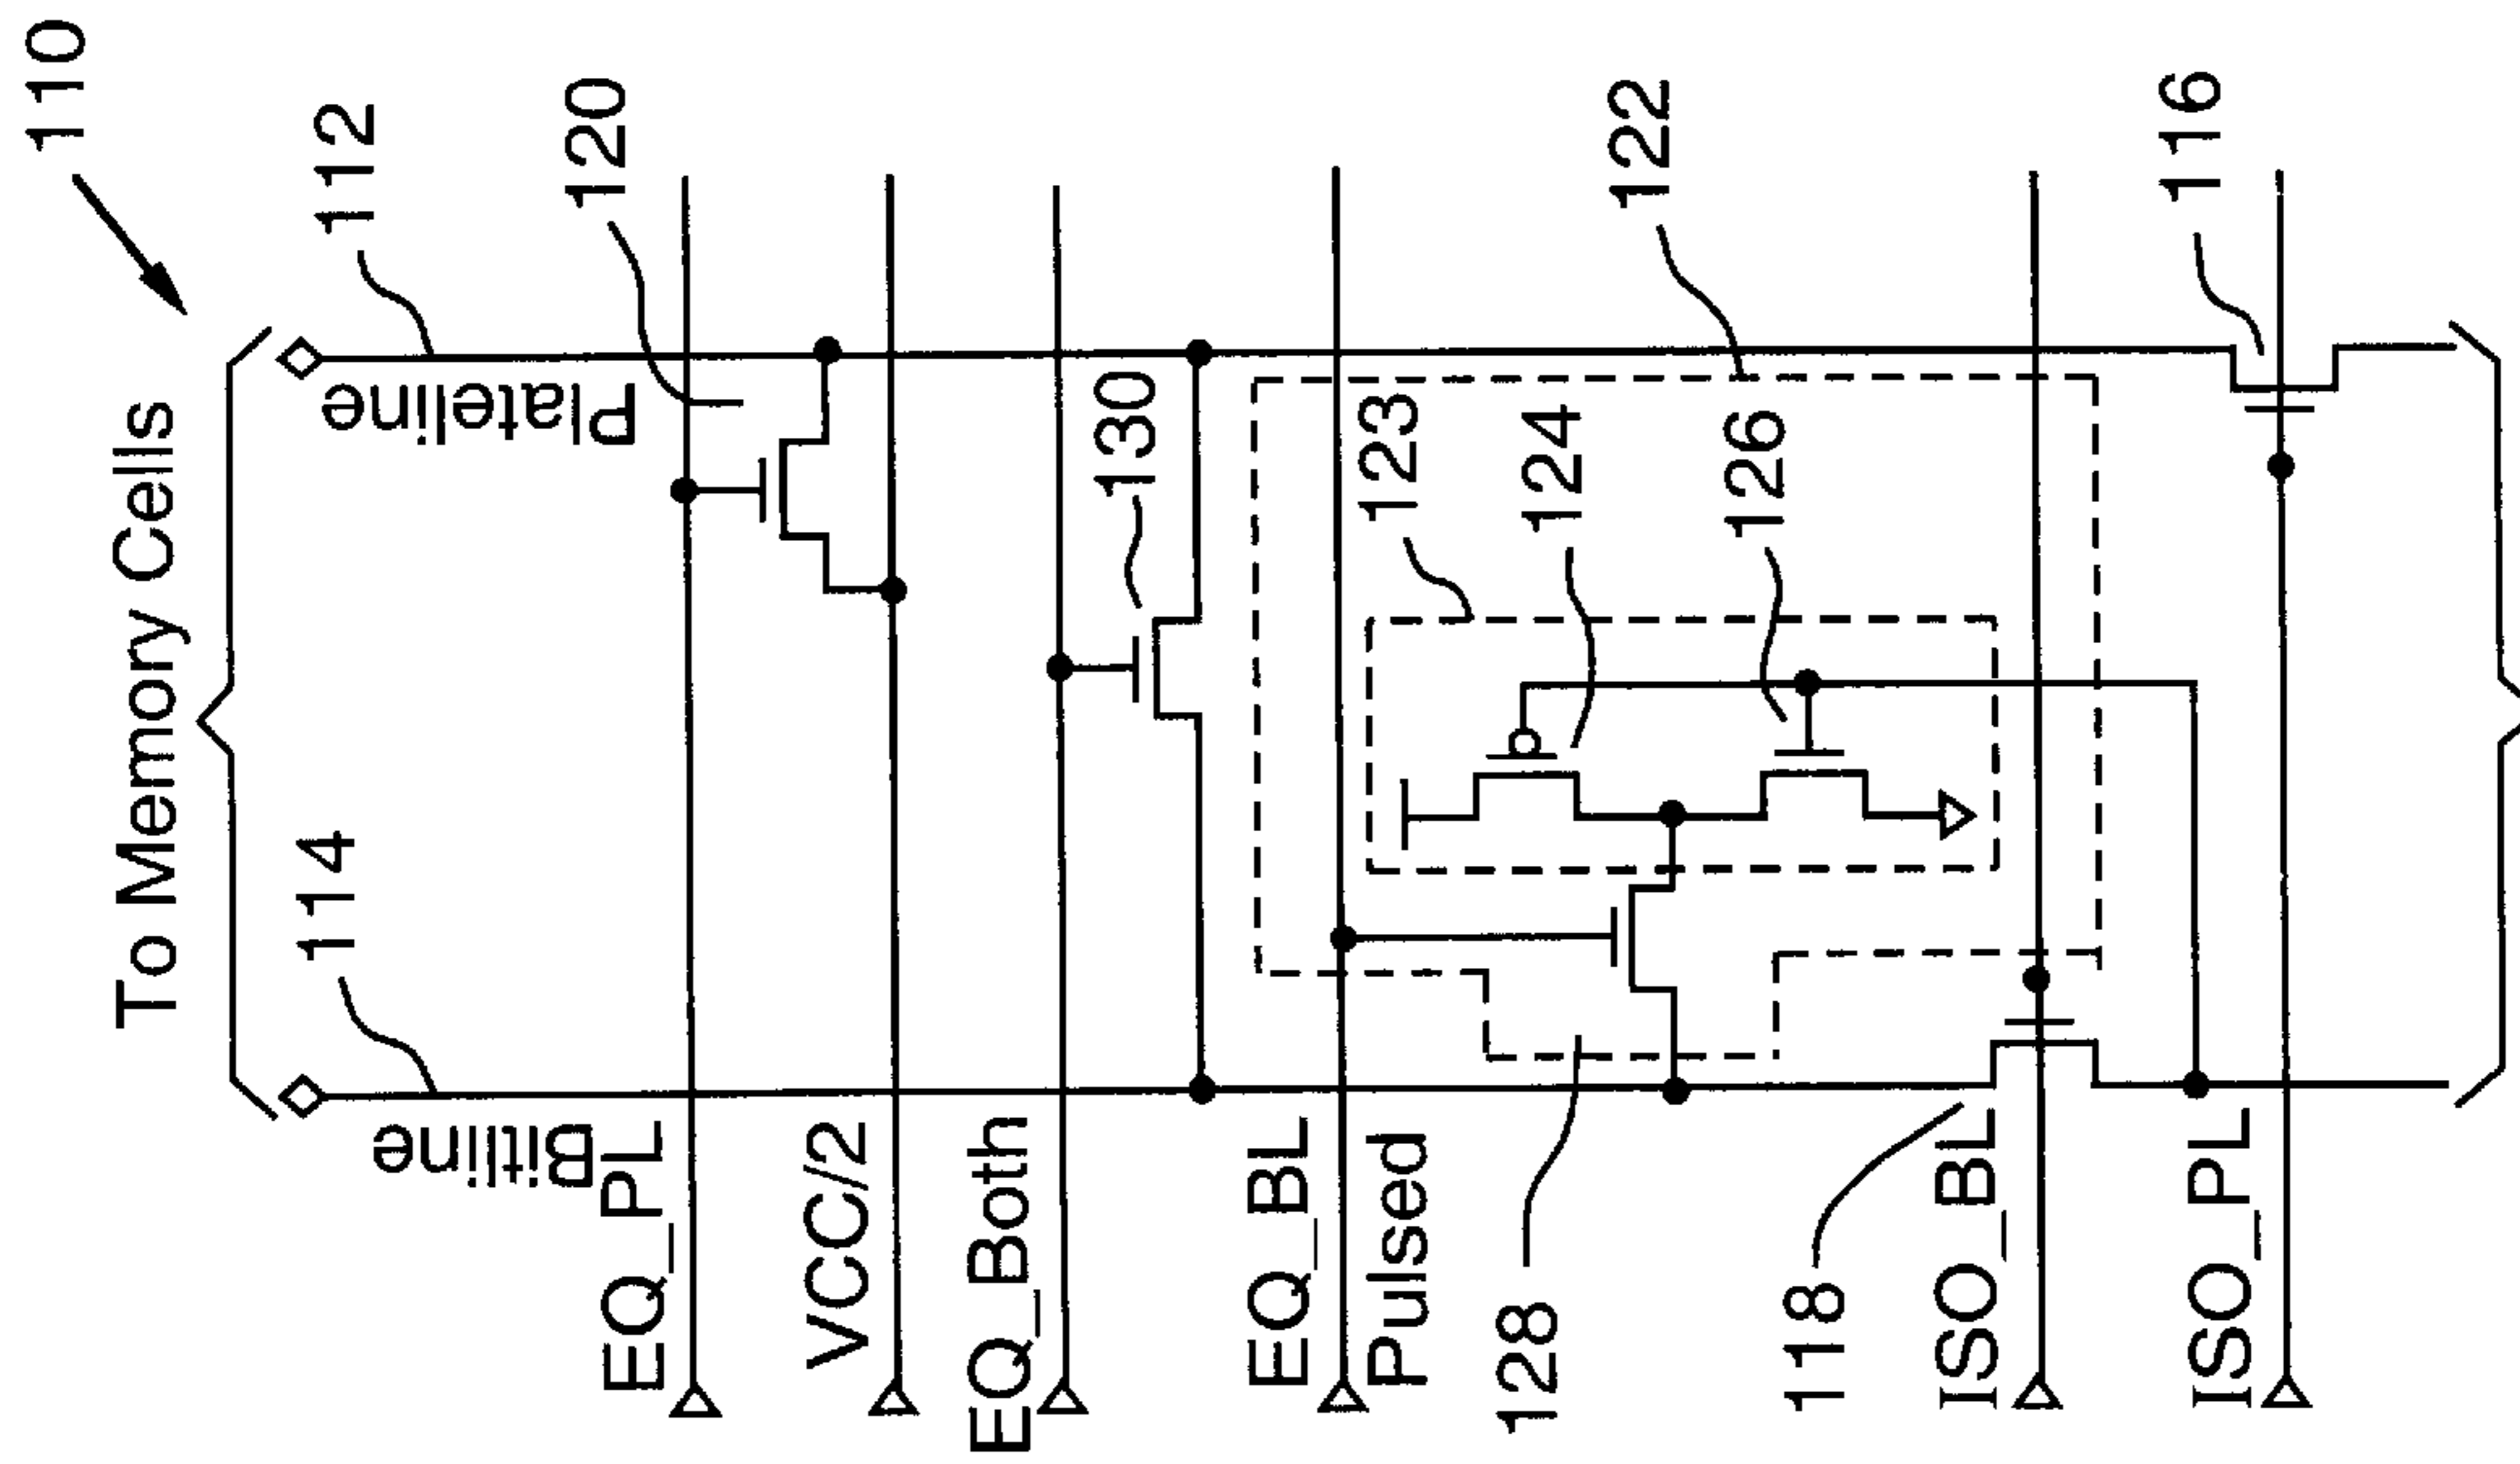 110
To Memory Cells
112
114
Plateline
Bitline
120
EQ_PL
VCC/2
EQ_Both
130
EQ_BL
Pulsed
122
123
124
126
128
118
ISO_BL
116
ISO_PL